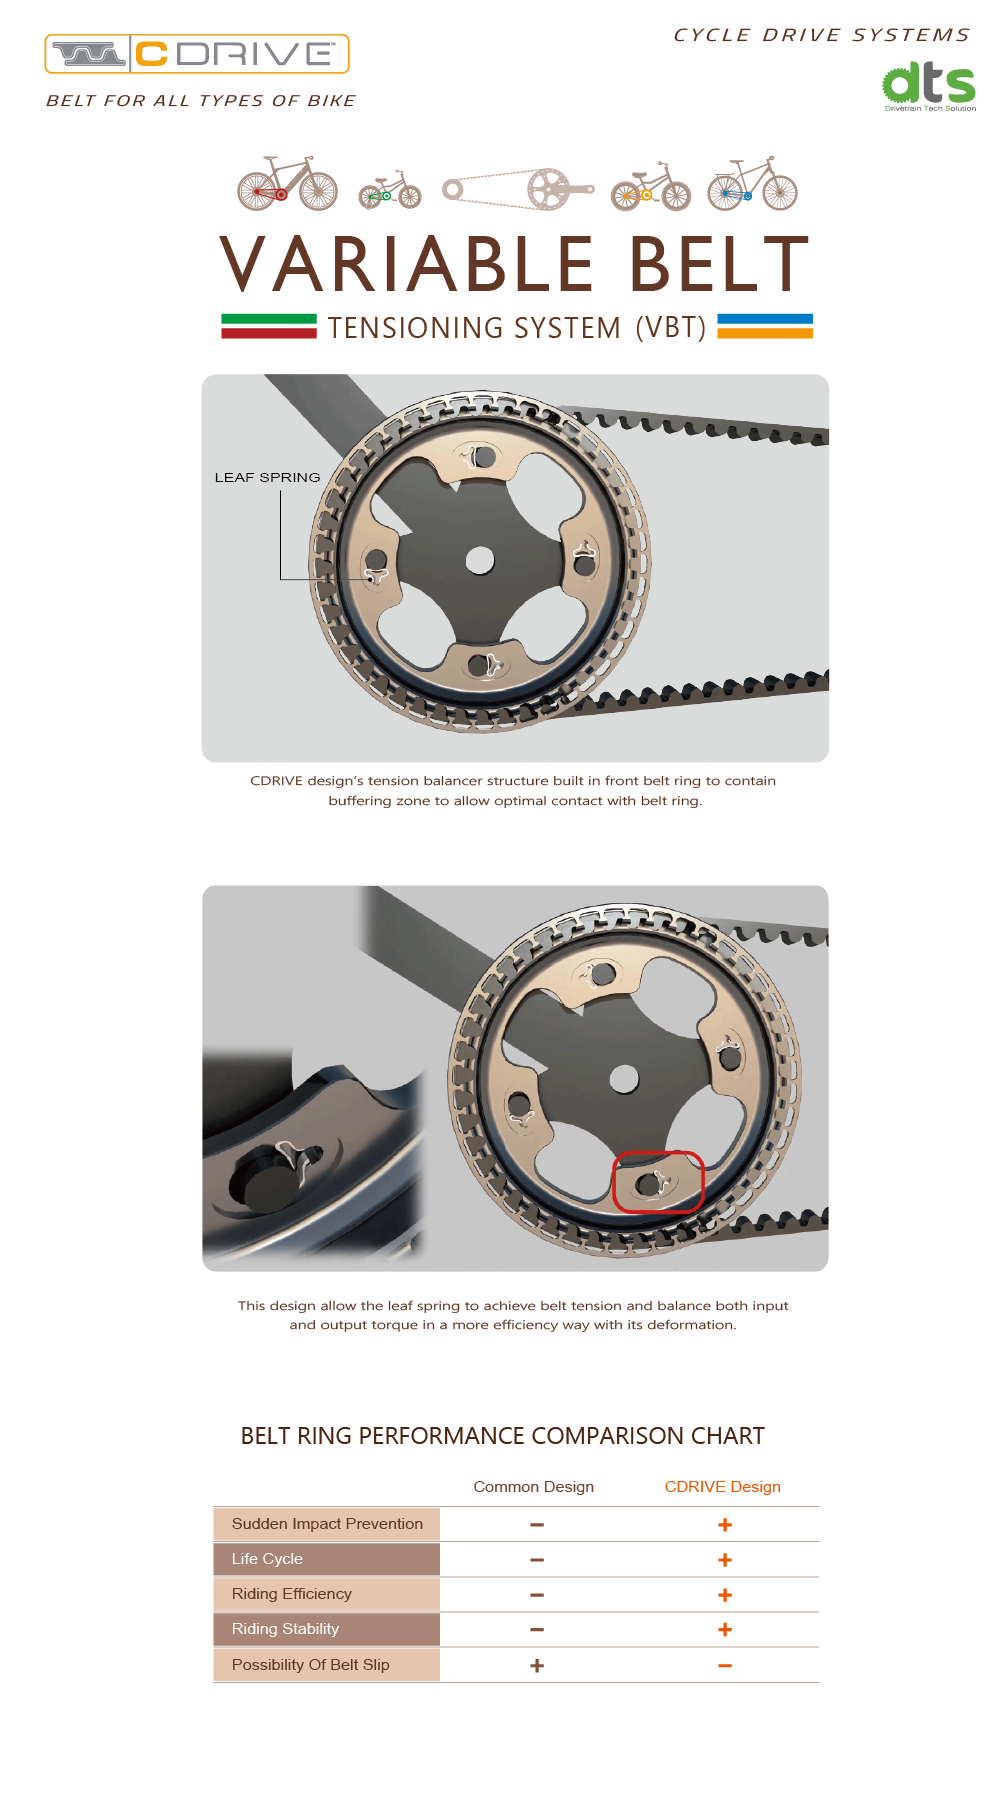 CDRIVE™
CYCLE DRIVE SYSTEMS
BELT FOR ALL TYPES OF BIKE
dts
Drivetrain Tech Solution
VARIABLE BELT
TENSIONING SYSTEM (VBT)
LEAF SPRING
CDRIVE design's tension balancer structure built in front belt ring to contain
buffering zone to allow optimal contact with belt ring.
This design allow the leaf spring to achieve belt tension and balance both input
and output torque in a more efficiency way with its deformation.
BELT RING PERFORMANCE COMPARISON CHART
Common Design CDRIVE Design
Sudden Impact Prevention − +
Life Cycle − +
Riding Efficiency − +
Riding Stability − +
Possibility Of Belt Slip + −